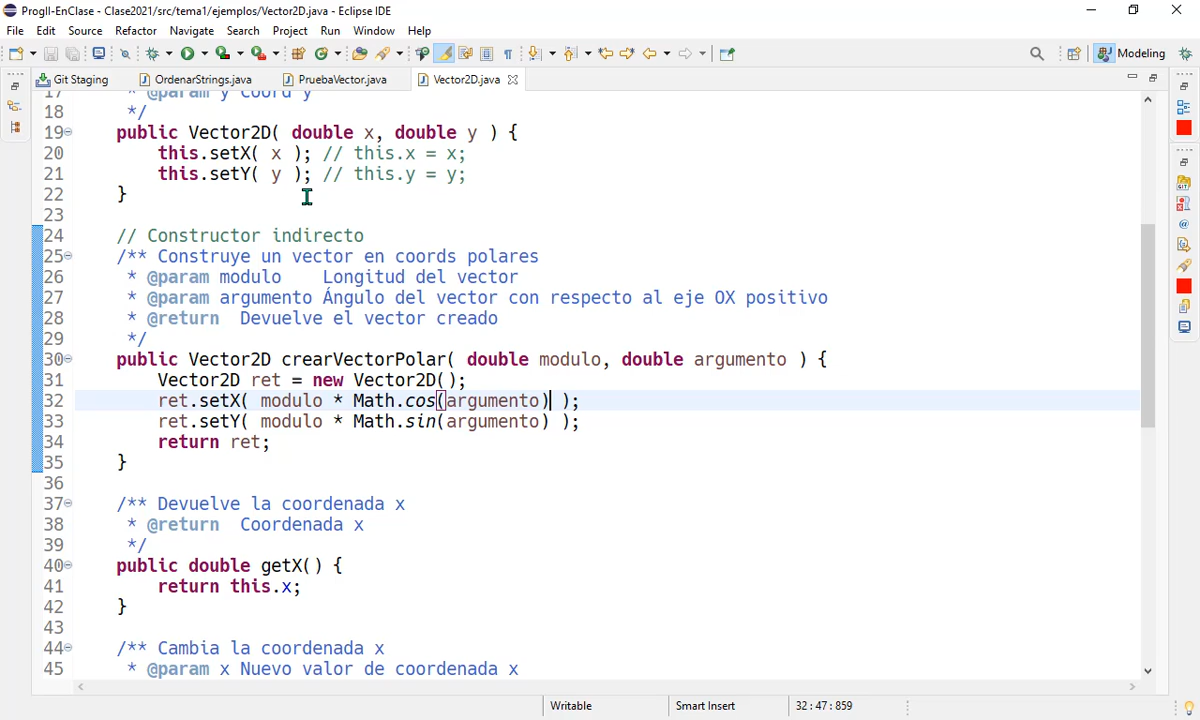 ProgII-EnClase - Clase2021/src/tema1/ejemplos/Vector2D.java - Eclipse IDE
File Edit Source Refactor Navigate Search Project Run Window Help
Modeling
Git Staging OrdenarStrings.java PruebaVector.java Vector2D.java
17 * @param y Coord y
18 */
19 public Vector2D( double x, double y ) {
20 this.setX( x ); // this.x = x;
21 this.setY( y ); // this.y = y;
22 }
23
24 // Constructor indirecto
25 /** Construye un vector en coords polares
26 * @param modulo    Longitud del vector
27 * @param argumento Ángulo del vector con respecto al eje OX positivo
28 * @return  Devuelve el vector creado
29 */
30 public Vector2D crearVectorPolar( double modulo, double argumento ) {
31 Vector2D ret = new Vector2D();
32 ret.setX( modulo * Math.cos(argumento) );
33 ret.setY( modulo * Math.sin(argumento) );
34 return ret;
35 }
36
37 /** Devuelve la coordenada x
38 * @return  Coordenada x
39 */
40 public double getX() {
41 return this.x;
42 }
43
44 /** Cambia la coordenada x
45 * @param x Nuevo valor de coordenada x
Writable Smart Insert 32 : 47 : 859